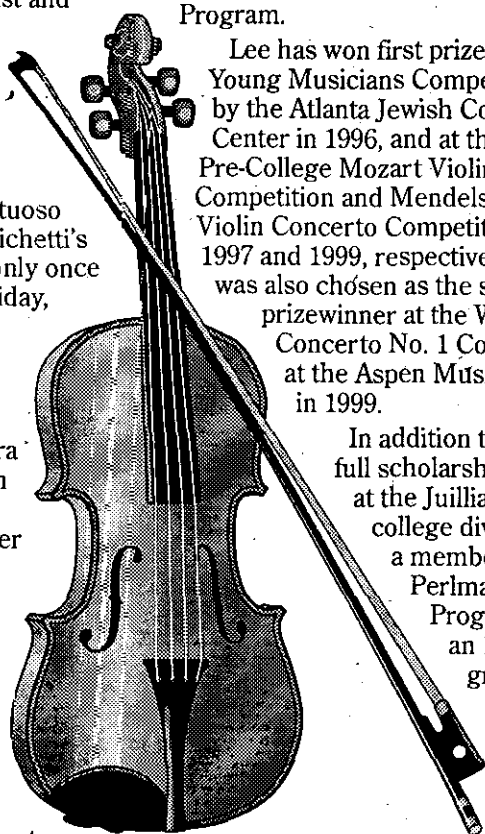 st and
tuoso
ichetti's
nly once
iday,
ra
n
er
Program.
Lee has won first prize
Young Musicians Compe
by the Atlanta Jewish Co
Center in 1996, and at th
Pre-College Mozart Violin
Competition and Mendels
Violin Concerto Competit
1997 and 1999, respective
was also chosen as the s
prizewinner at the W
Concerto No. 1 Co
at the Aspen Mus
in 1999.
In addition t
full scholarsh
at the Juillia
college div
a membe
Perlma
Prog
an
gr